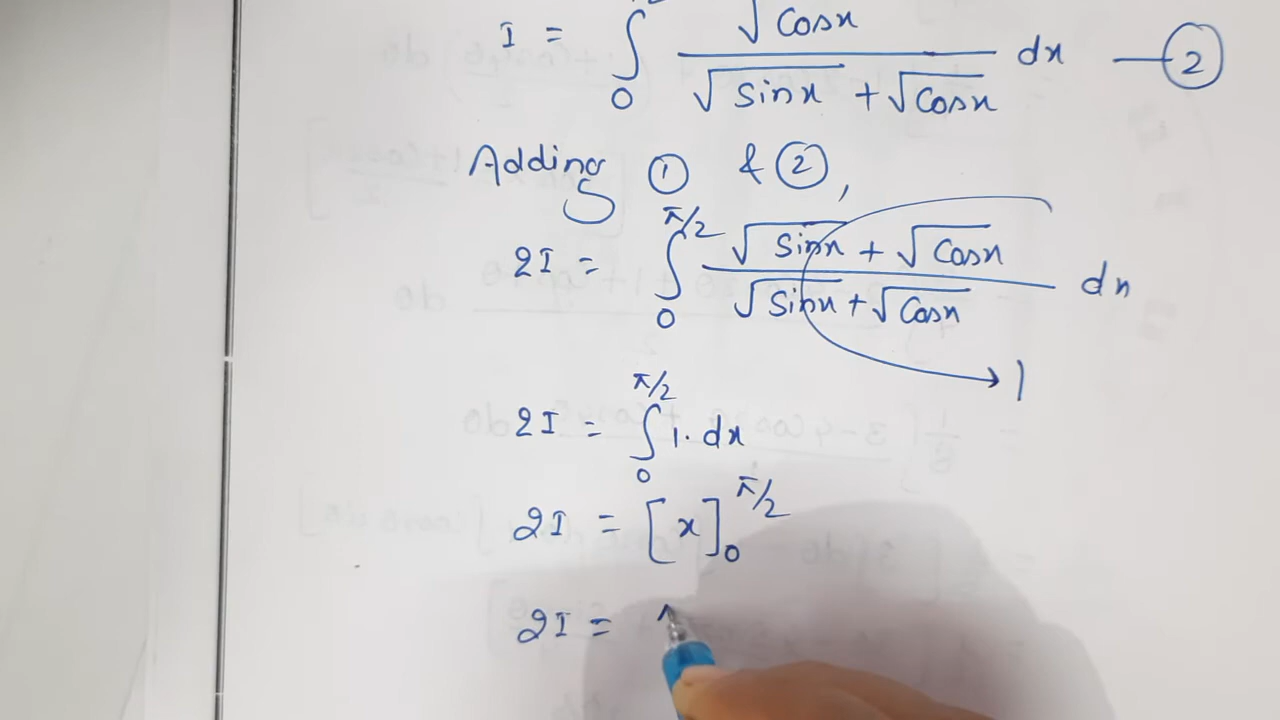 I = ∫₀ √Cosx / (√Sinx + √Cosx) dx — ②
Adding ① & ②,
2I = ∫₀^π/2 (√Sinx + √Cosx) / (√Sinx + √Cosx) dx
→ 1
2I = ∫₀^π/2 1. dx
2I = [x]₀^π/2
2I =